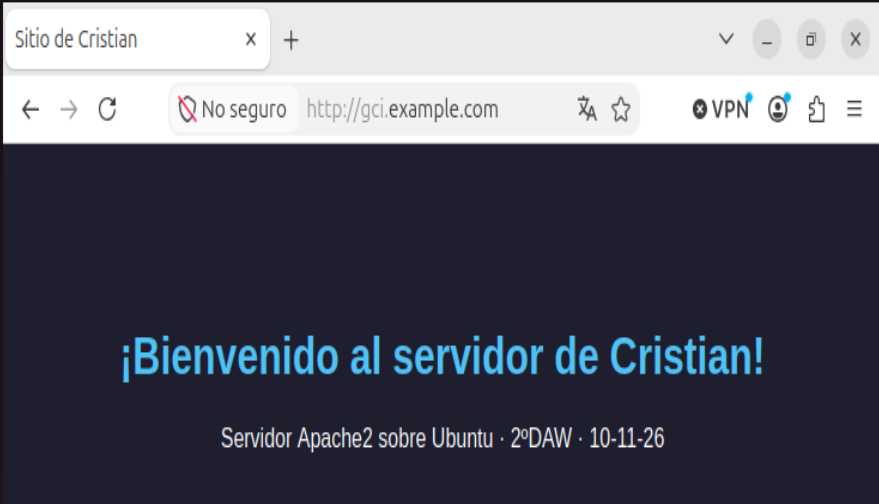 Sitio de Cristian
No seguro http://gci.example.com VPN
¡Bienvenido al servidor de Cristian!
Servidor Apache2 sobre Ubuntu · 2ºDAW · 10-11-26